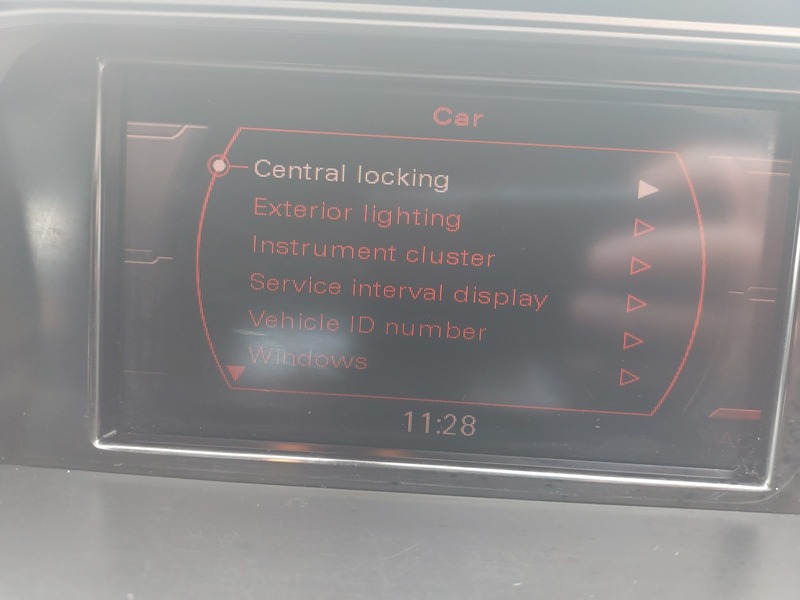 Car
Central locking
Exterior lighting
Instrument cluster
Service interval display
Vehicle ID number
Windows
11:28